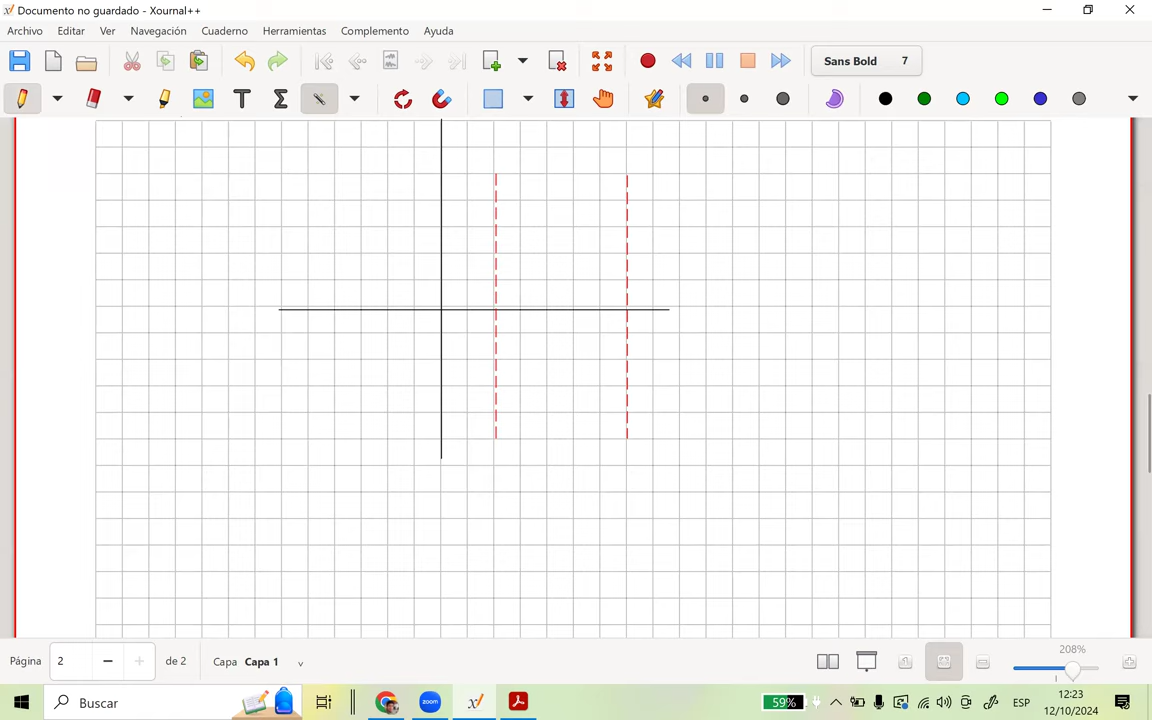 Documento no guardado - Xournal++
Archivo Editar Ver Navegación Cuaderno Herramientas Complemento Ayuda
Sans Bold 7
T Σ
Página 2 de 2 Capa Capa 1 208%
Buscar 59% ESP 12:23
12/10/2024